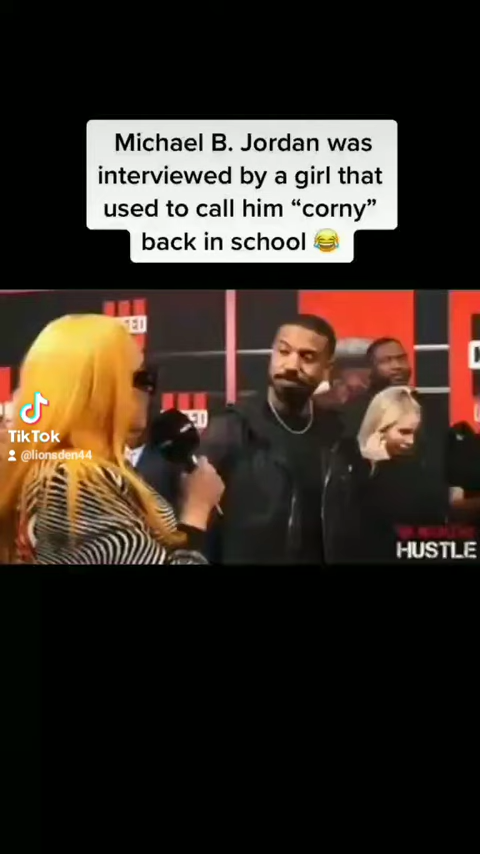 Michael B. Jordan was
interviewed by a girl that
used to call him “corny”
back in school 😂
TikTok
@lionsden44
HUSTLE